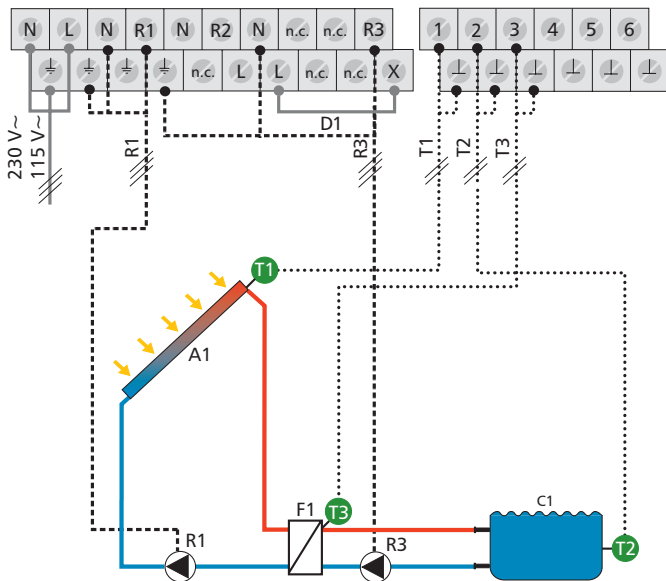 N L N R1 N R2 N n.c. n.c. R3
1 2 3 4 5 6
n.c. L L n.c. n.c. X
D1
230 V~
115 V~
R1
R3
T1
T2
T3
T1
A1
F1
T3
C1
R1
R3
T2